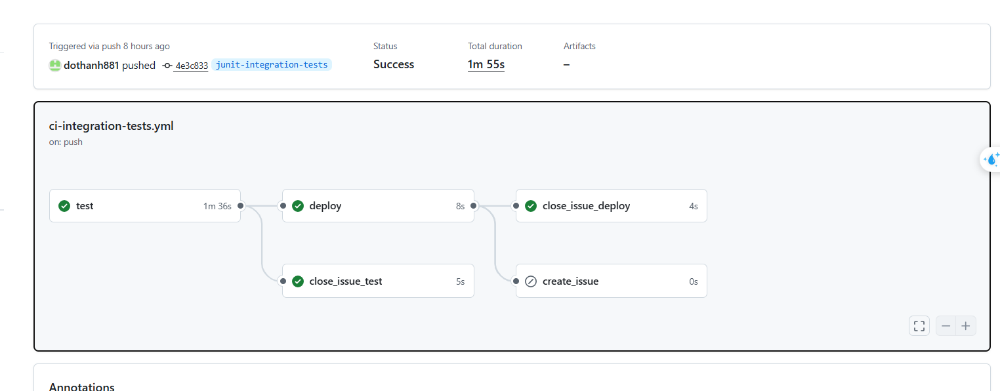 Triggered via push 8 hours ago
dothanh881 pushed 4e3c833 junit-integration-tests
Status
Success
Total duration
1m 55s
Artifacts
–
ci-integration-tests.yml
on: push
test 1m 36s
deploy 8s
close_issue_deploy 4s
close_issue_test 5s
create_issue 0s
Annotations